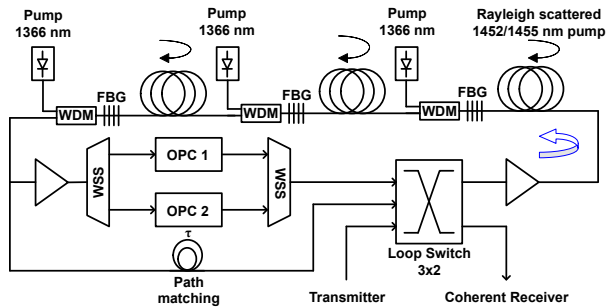 Pump
1366 nm
Pump
1366 nm
Pump
1366 nm
Rayleigh scattered
1452/1455 nm pump
FBG
FBG
FBG
WDM
WDM
WDM
WSS
OPC 1
WSS
OPC 2
τ
Path
matching
Loop Switch
3x2
Transmitter
Coherent Receiver